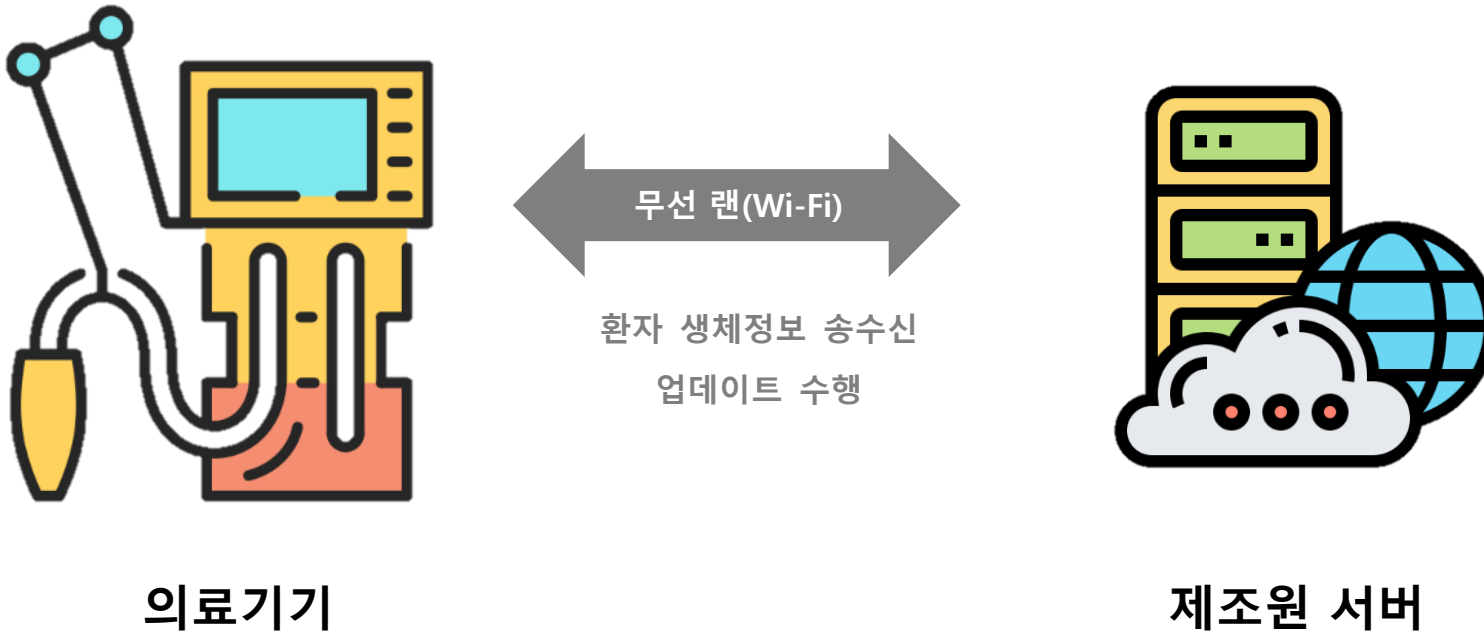 무선 랜(Wi-Fi)
환자 생체정보 송수신
업데이트 수행
의료기기
제조원 서버